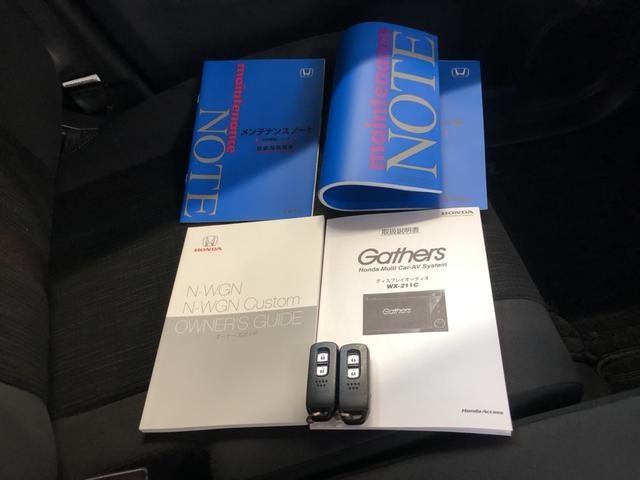 maintenance
NOTE
メンテナンスノート
maintenance
NOTE
HONDA
N-WGN
N-WGN Custom
OWNER'S GUIDE
オーナーズガイド
HONDA
取扱説明書
Gathers
Honda Multi Car-AV System
ディスプレイオーディオ
WX-211C
Gathers
Honda Access